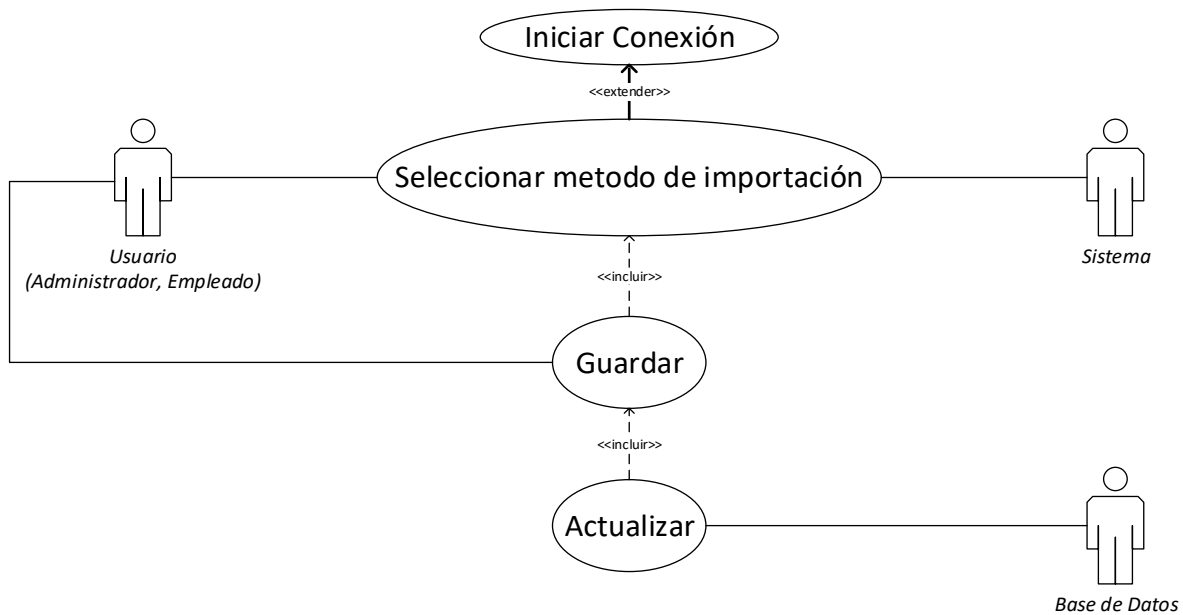 Iniciar Conexión
<<extender>>
Seleccionar metodo de importación
Usuario
(Administrador, Empleado)
Sistema
<<incluir>>
Guardar
<<incluir>>
Actualizar
Base de Datos